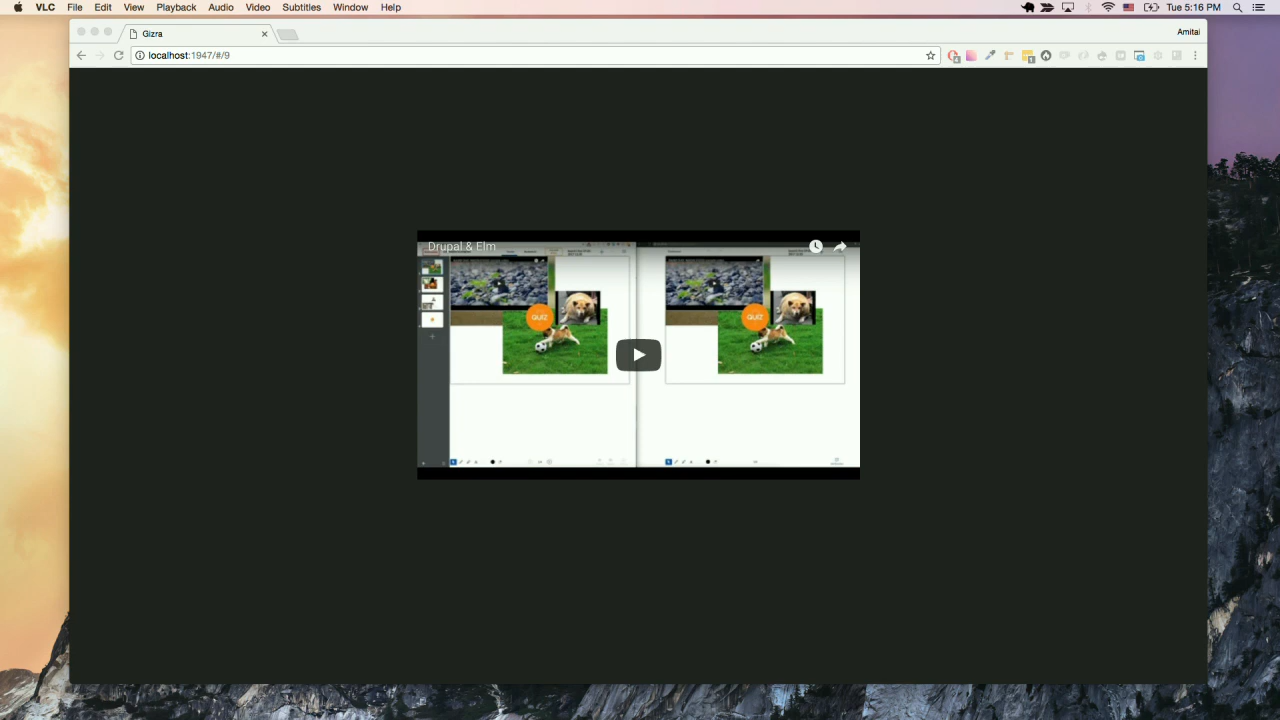 VLC File Edit View Playback Audio Video Subtitles Window Help Tue 5:16 PM
Gizra Amitai
localhost:1947/#/9
Drupal & Elm
QUIZ QUIZ